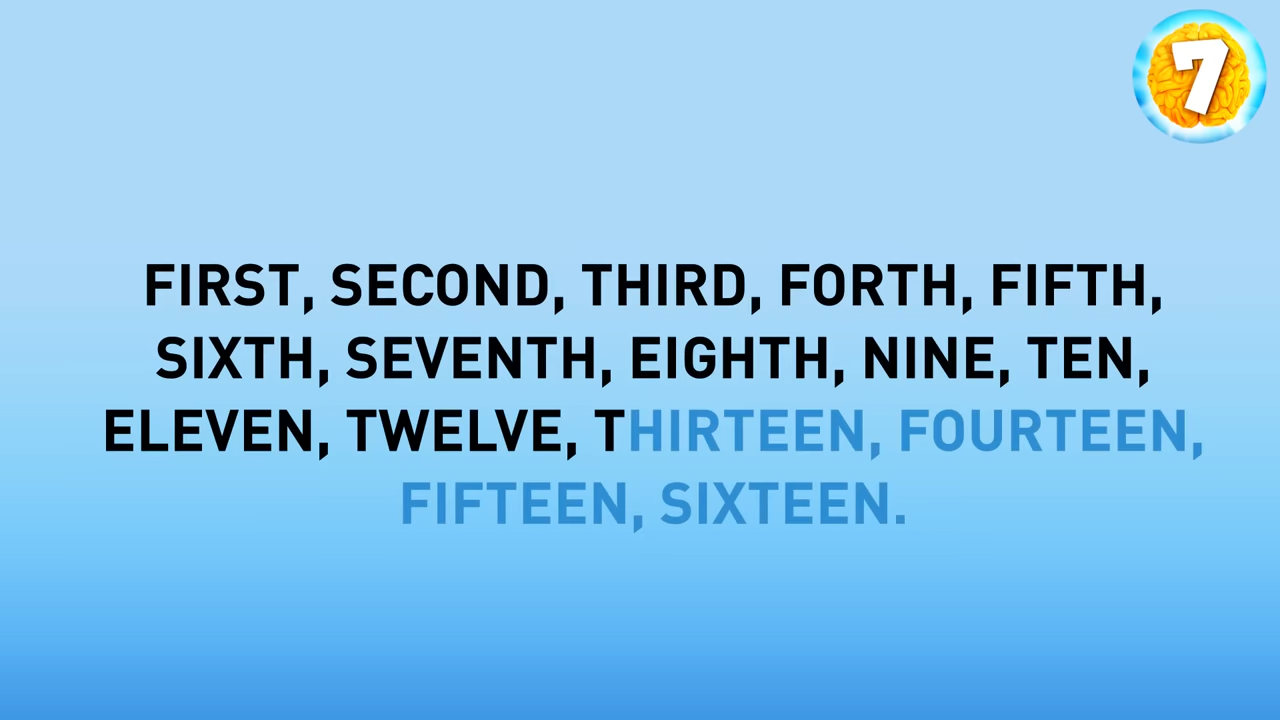 7
FIRST, SECOND, THIRD, FORTH, FIFTH,
SIXTH, SEVENTH, EIGHTH, NINE, TEN,
ELEVEN, TWELVE, THIRTEEN, FOURTEEN,
FIFTEEN, SIXTEEN.